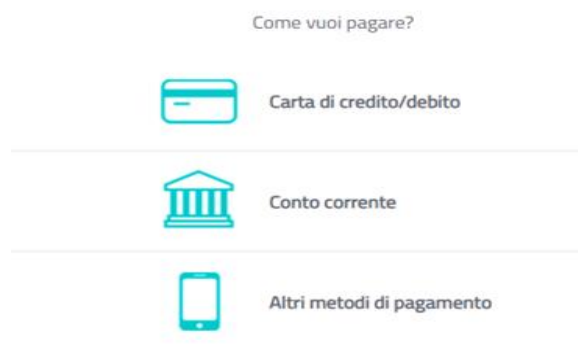 Come vuoi pagare?
Carta di credito/debito
Conto corrente
Altri metodi di pagamento